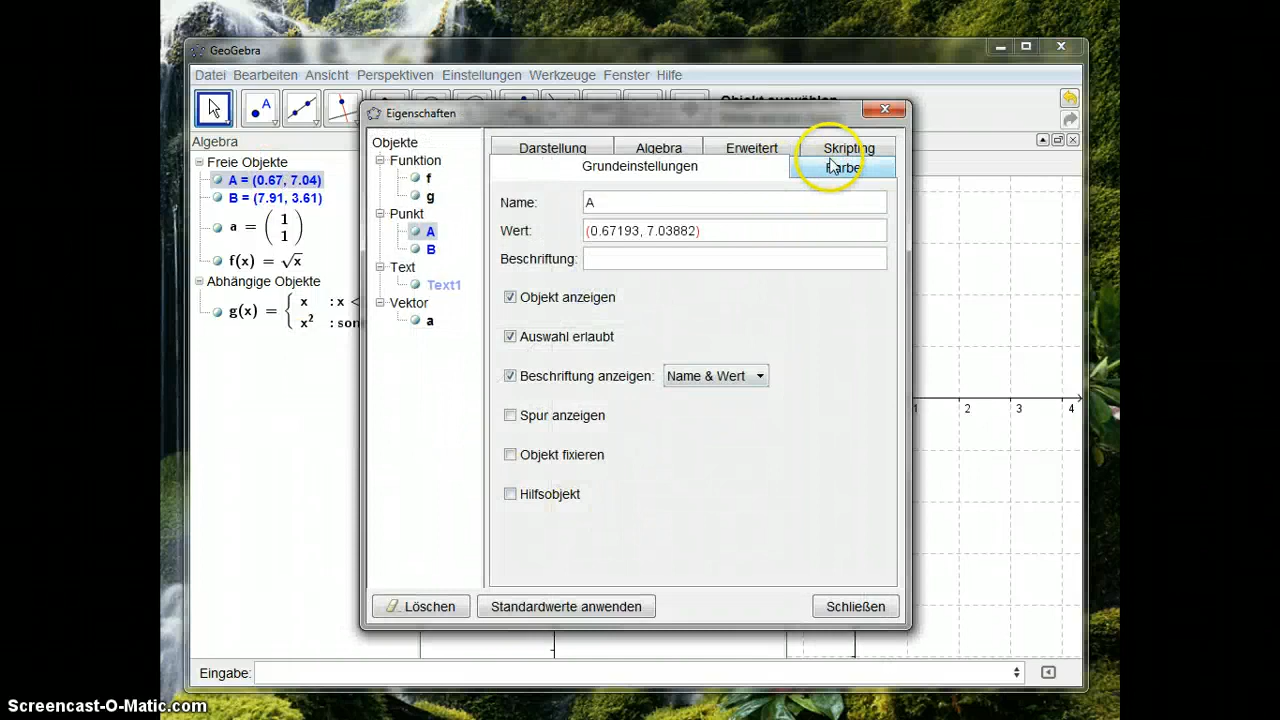 GeoGebra
Datei Bearbeiten Ansicht Perspektiven Einstellungen Werkzeuge Fenster Hilfe
A
Objekt auswählen
Eigenschaften
Algebra
Freie Objekte
A = (0.67, 7.04)
B = (7.91, 3.61)
a = ( 1
1 )
f(x) = √x
Abhängige Objekte
g(x) = { x : x <
x² : son
Objekte
Funktion
f
g
Punkt
A
B
Text
Text1
Vektor
a
Darstellung Algebra Erweitert Skripting
Grundeinstellungen Farbe
Name: A
Wert: (0.67193, 7.03882)
Beschriftung:
Objekt anzeigen
Auswahl erlaubt
Beschriftung anzeigen: Name & Wert
Spur anzeigen
Objekt fixieren
Hilfsobjekt
Löschen Standardwerte anwenden Schließen
1 2 3 4
Eingabe:
Screencast-O-Matic.com